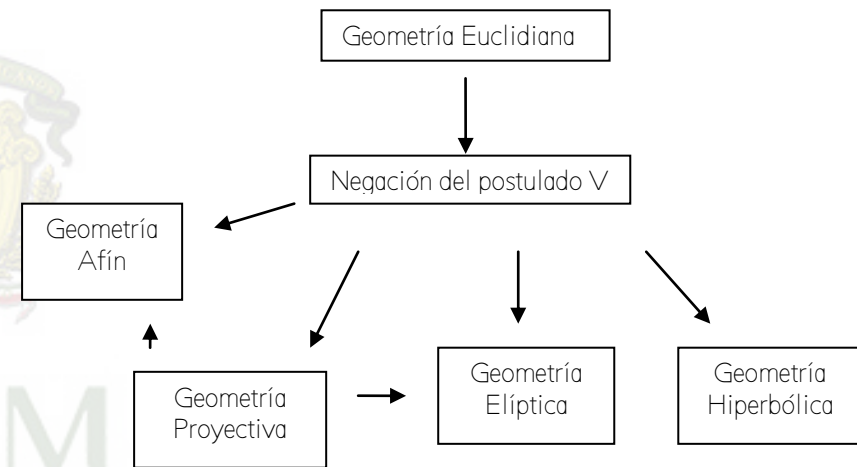 Geometría Euclidiana
Negación del postulado V
Geometría
Afín
Geometría
Proyectiva
Geometría
Elíptica
Geometría
Hiperbólica
M